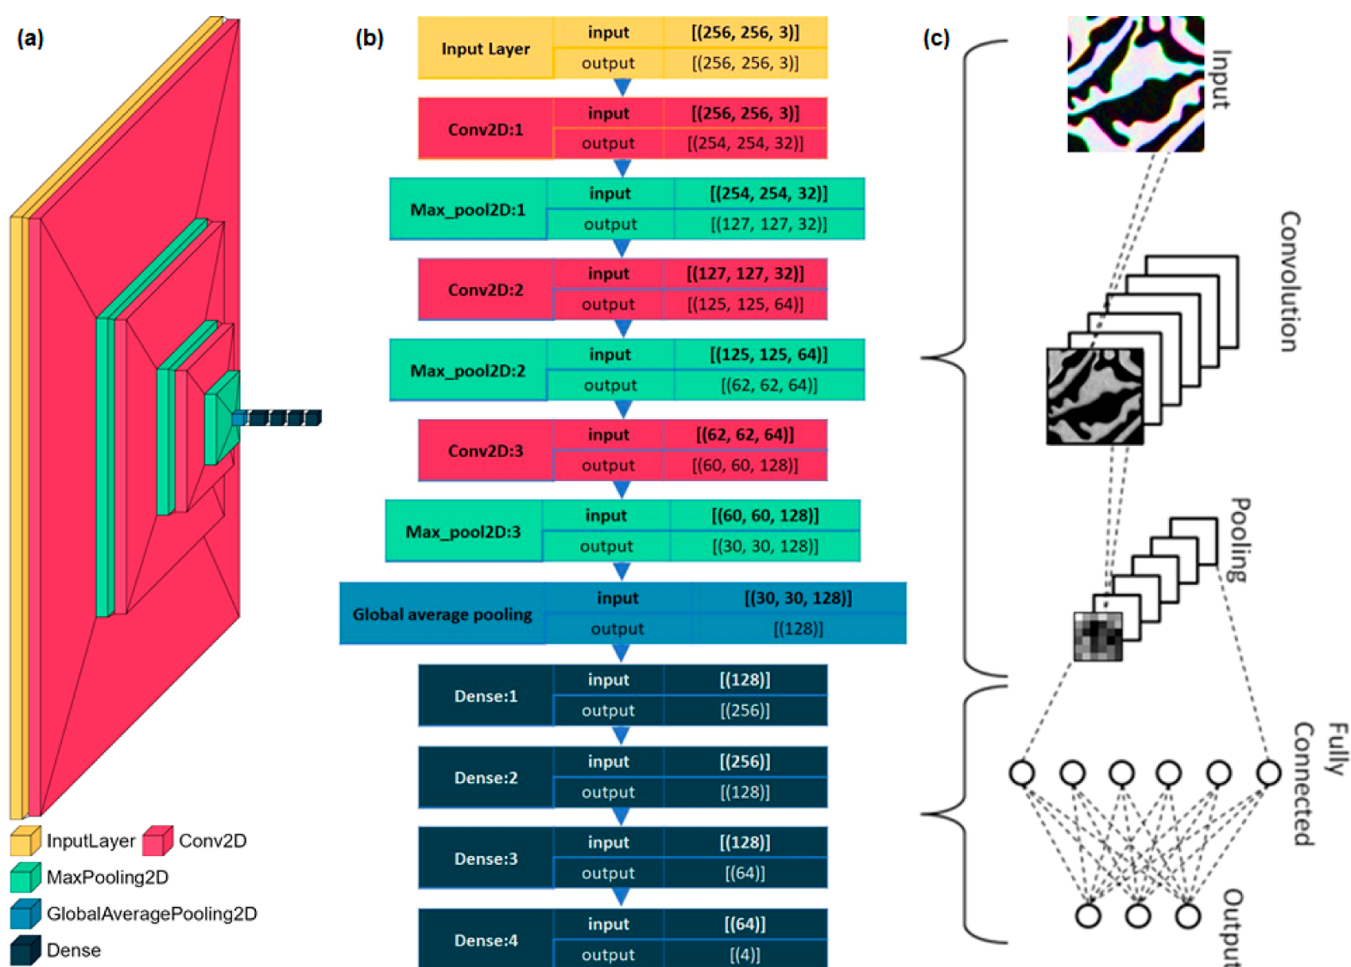 (a)
InputLayer
Conv2D
MaxPooling2D
GlobalAveragePooling2D
Dense
(b)
Input Layer
input
[(256, 256, 3)]
output
[(256, 256, 3)]
Conv2D:1
input
[(256, 256, 3)]
output
[(254, 254, 32)]
Max_pool2D:1
input
[(254, 254, 32)]
output
[(127, 127, 32)]
Conv2D:2
input
[(127, 127, 32)]
output
[(125, 125, 64)]
Max_pool2D:2
input
[(125, 125, 64)]
output
[(62, 62, 64)]
Conv2D:3
input
[(62, 62, 64)]
output
[(60, 60, 128)]
Max_pool2D:3
input
[(60, 60, 128)]
output
[(30, 30, 128)]
Global average pooling
input
[(30, 30, 128)]
output
[(128)]
Dense:1
input
[(128)]
output
[(256)]
Dense:2
input
[(256)]
output
[(128)]
Dense:3
input
[(128)]
output
[(64)]
Dense:4
input
[(64)]
output
[(4)]
(c)
Input
Convolution
Pooling
Fully
Connected
Output